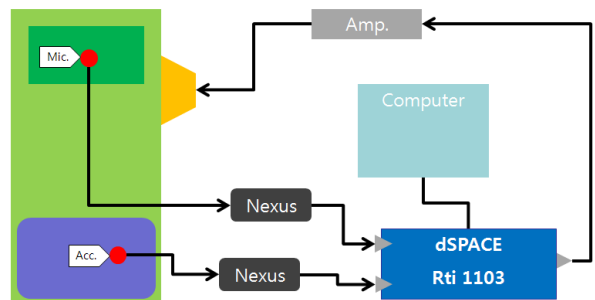 Amp.
Mic.
Computer
Nexus
dSPACE
Rti 1103
Acc.
Nexus